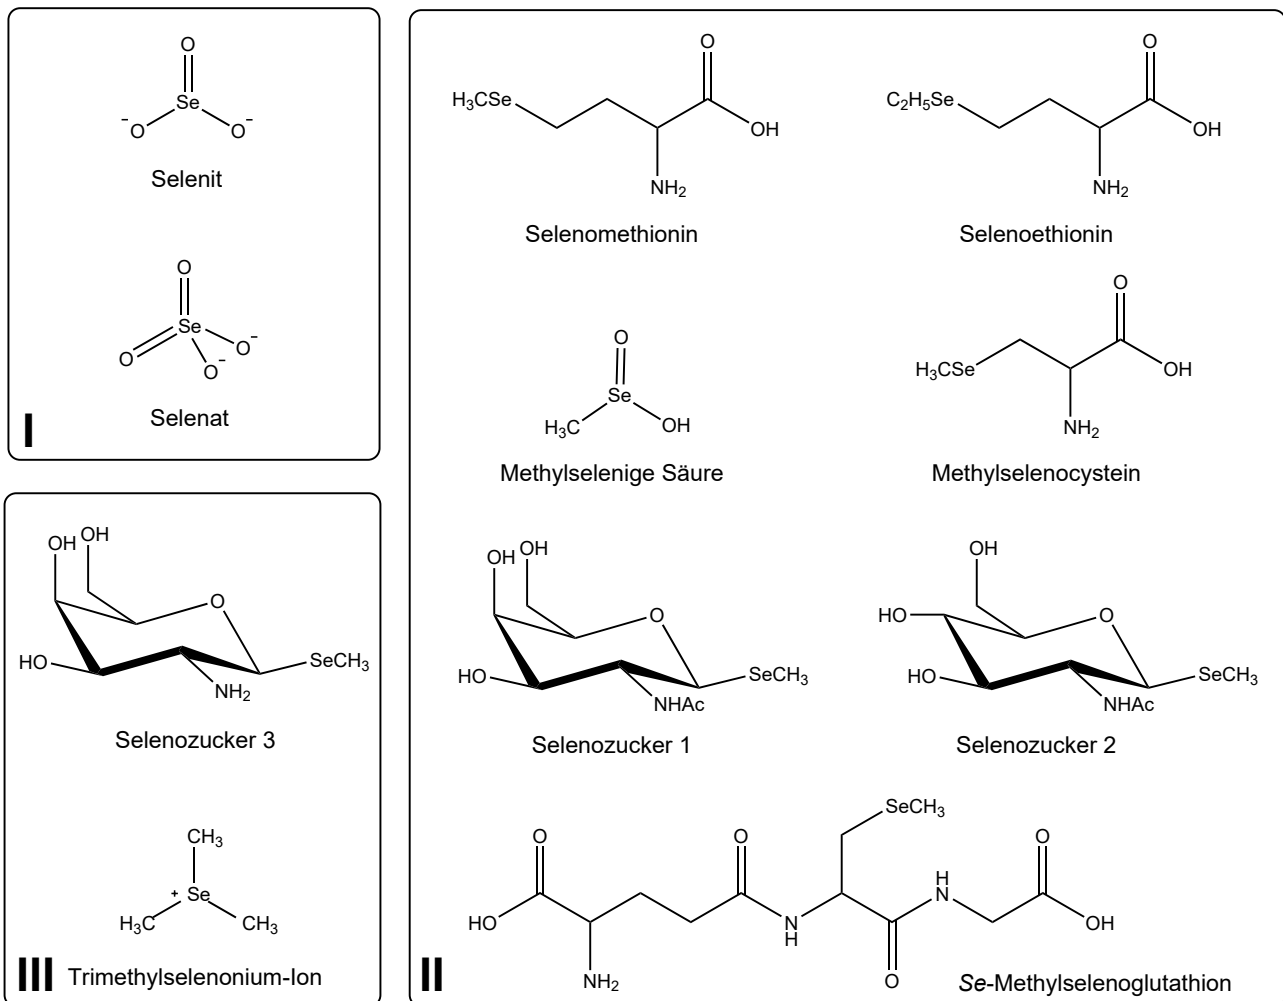 O
Se
⁻O
O⁻
Selenit
O
Se
O
O⁻
O⁻
Selenat
I
O
H₃CSe
OH
NH₂
Selenomethionin
O
C₂H₅Se
OH
NH₂
Selenoethionin
O
Se
H₃C
OH
Methylselenige Säure
O
H₃CSe
OH
NH₂
Methylselenocystein
OH
OH
O
HO
SeCH₃
NH₂
Selenozucker 3
OH
OH
O
HO
SeCH₃
NHAc
Selenozucker 1
OH
HO
O
HO
SeCH₃
NHAc
Selenozucker 2
CH₃
+
Se
H₃C
CH₃
III
Trimethylselenonium-Ion
SeCH₃
O
O
O
H
N
HO
N
H
OH
NH₂
O
II
Se-Methylselenoglutathion